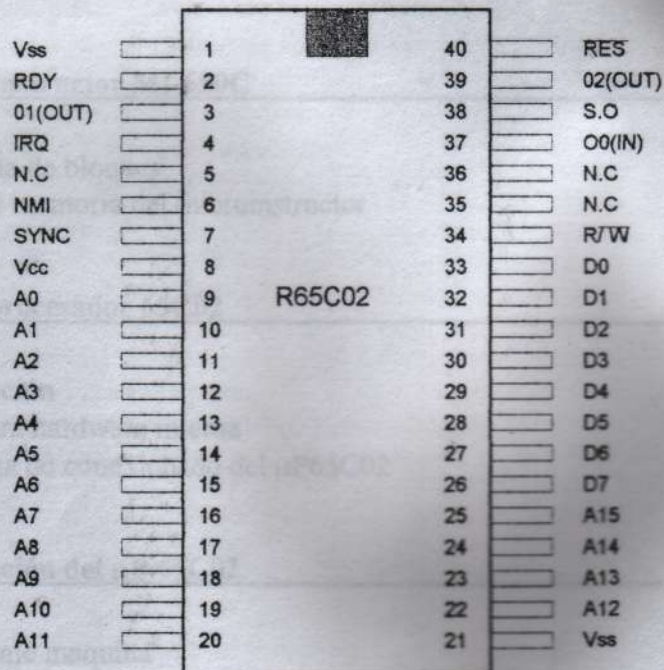 Vss 1 40 R̅E̅S̅
RDY 2 39 02(OUT)
01(OUT) 3 38 S.O
I̅R̅Q̅ 4 37 O0(IN)
N.C 5 36 N.C
NMI 6 35 N.C
SYNC 7 34 R/W̅
Vcc 8 33 D0
A0 9 R65C02 32 D1
A1 10 31 D2
A2 11 30 D3
A3 12 29 D4
A4 13 28 D5
A5 14 27 D6
A6 15 26 D7
A7 16 25 A15
A8 17 24 A14
A9 18 23 A13
A10 19 22 A12
A11 20 21 Vss